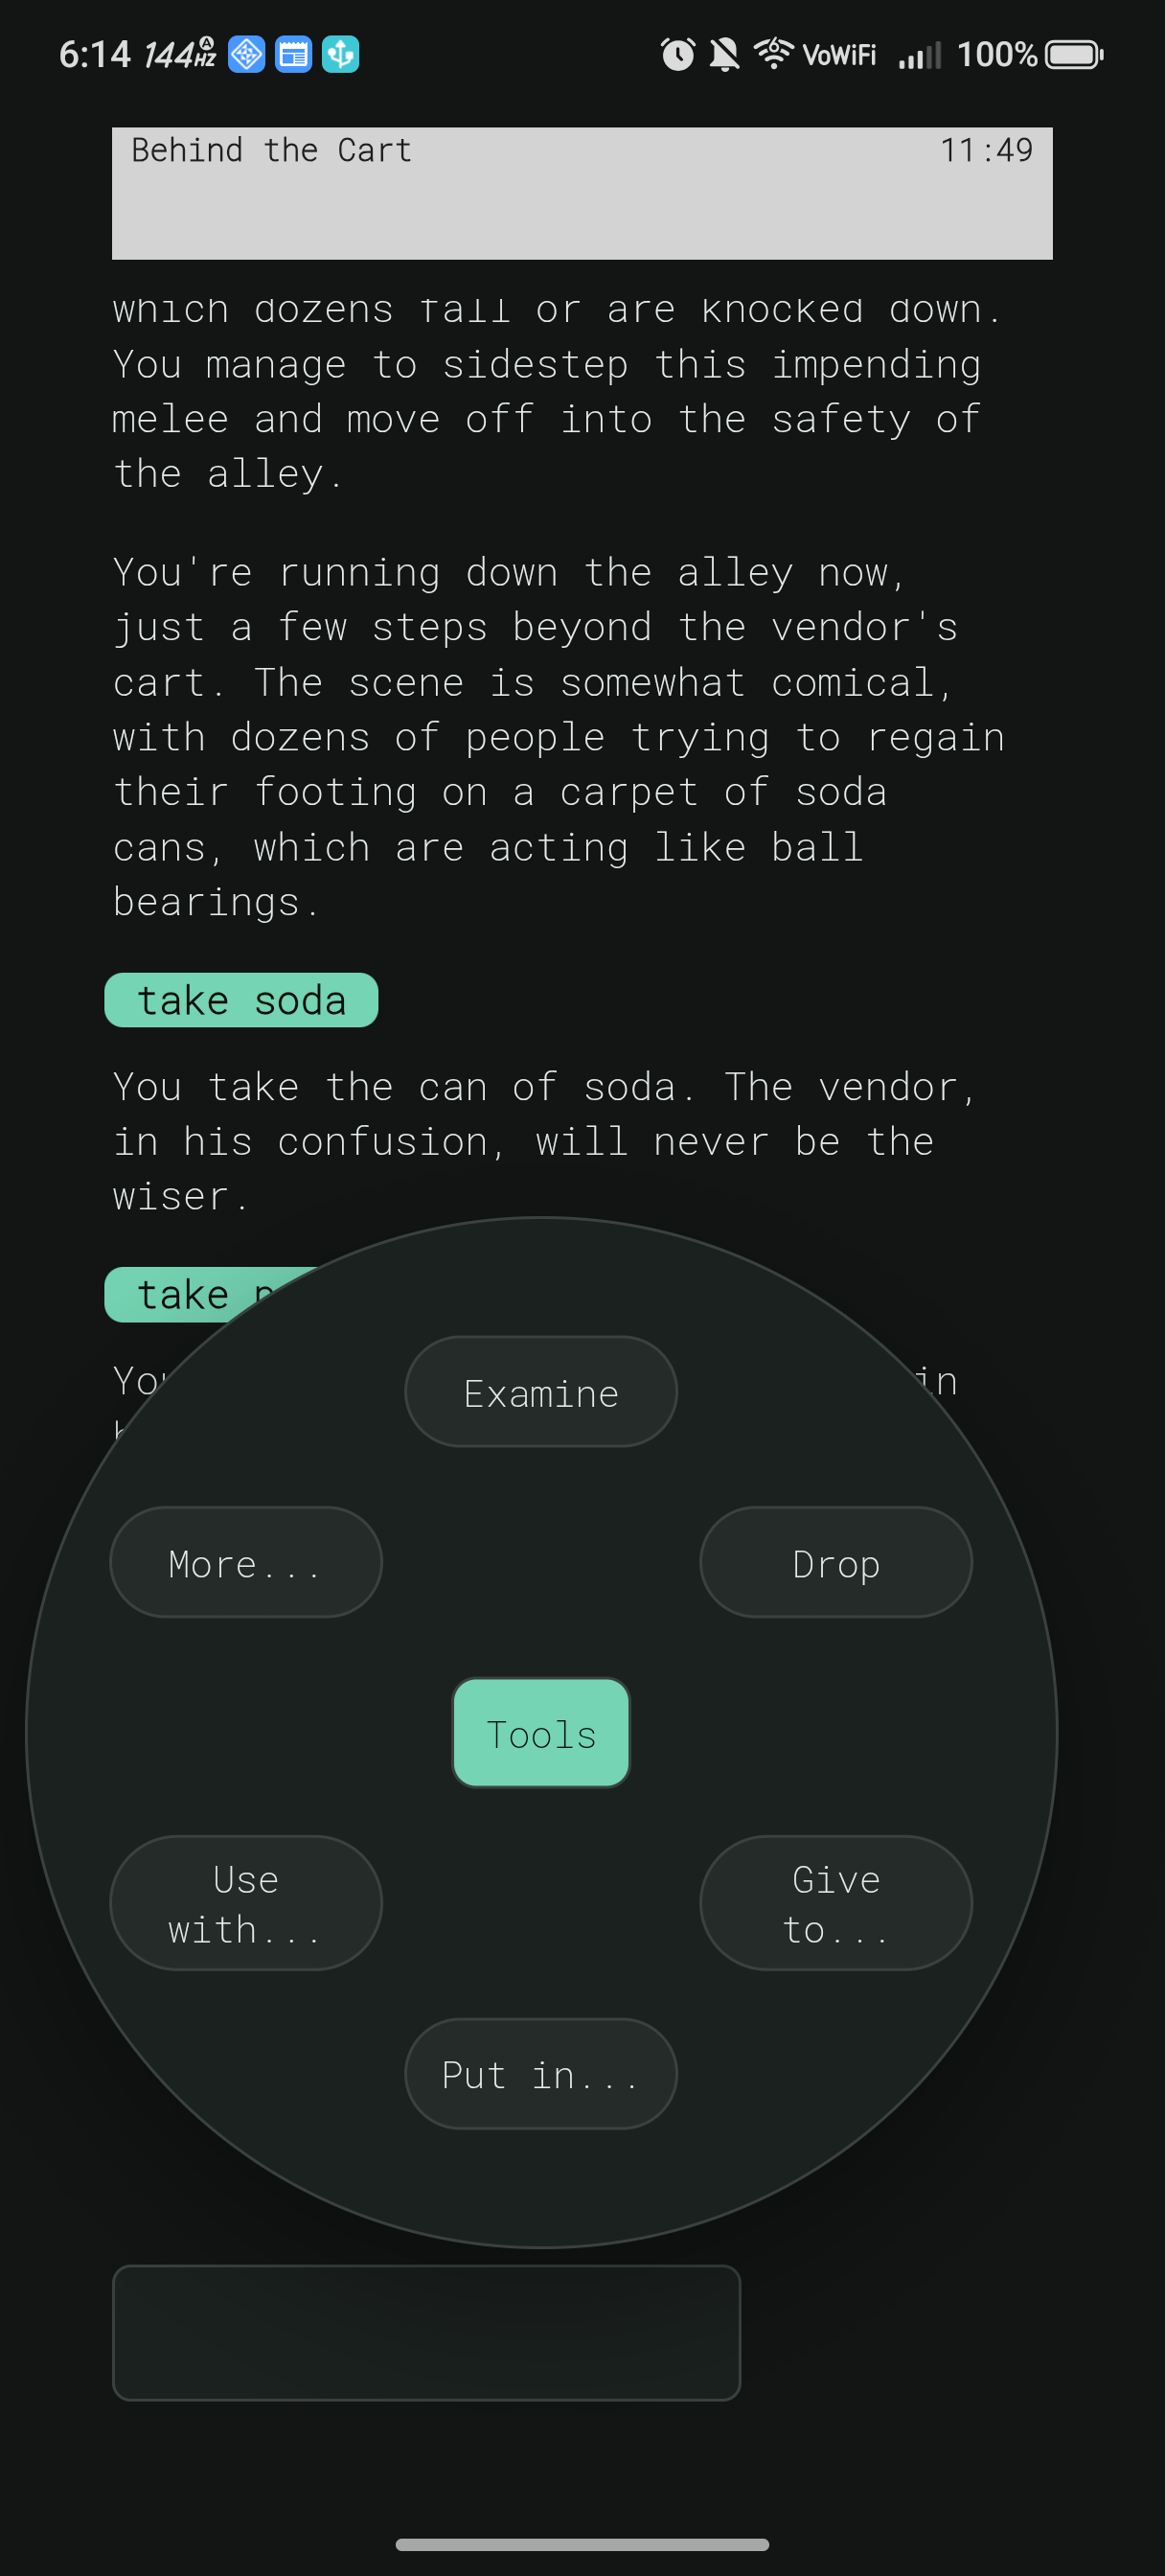 6:14 144HZ VoWiFi 100%
Behind the Cart 11:49
which dozens fall or are knocked down.
You manage to sidestep this impending
melee and move off into the safety of
the alley.
You're running down the alley now,
just a few steps beyond the vendor's
cart. The scene is somewhat comical,
with dozens of people trying to regain
their footing on a carpet of soda
cans, which are acting like ball
bearings.
take soda
You take the can of soda. The vendor,
in his confusion, will never be the
wiser.
take
in
Examine
More... Drop
Tools
Use
with...
Give
to...
Put in...